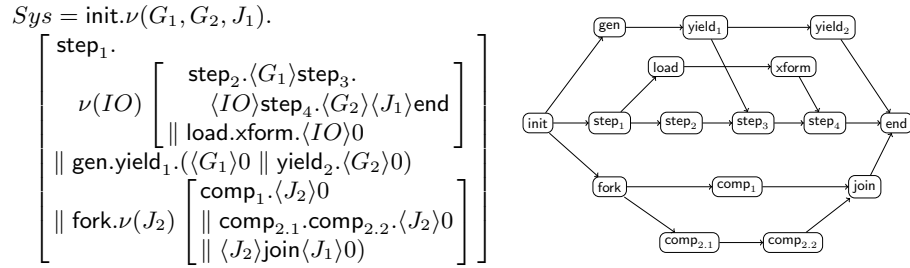 Sys = init.ν(G₁, G₂, J₁).
step₁.
ν(IO) step₂.⟨G₁⟩step₃.
⟨IO⟩step₄.⟨G₂⟩⟨J₁⟩end
∥ load.xform.⟨IO⟩0
∥ gen.yield₁.(⟨G₁⟩0 ∥ yield₂.⟨G₂⟩0)
comp₁.⟨J₂⟩0
∥ fork.ν(J₂) ∥ comp₂.₁.comp₂.₂.⟨J₂⟩0
∥ ⟨J₂⟩join⟨J₁⟩0)
gen yield₁ yield₂
load xform
init step₁ step₂ step₃ step₄ end
fork comp₁ join
comp₂.₁ comp₂.₂